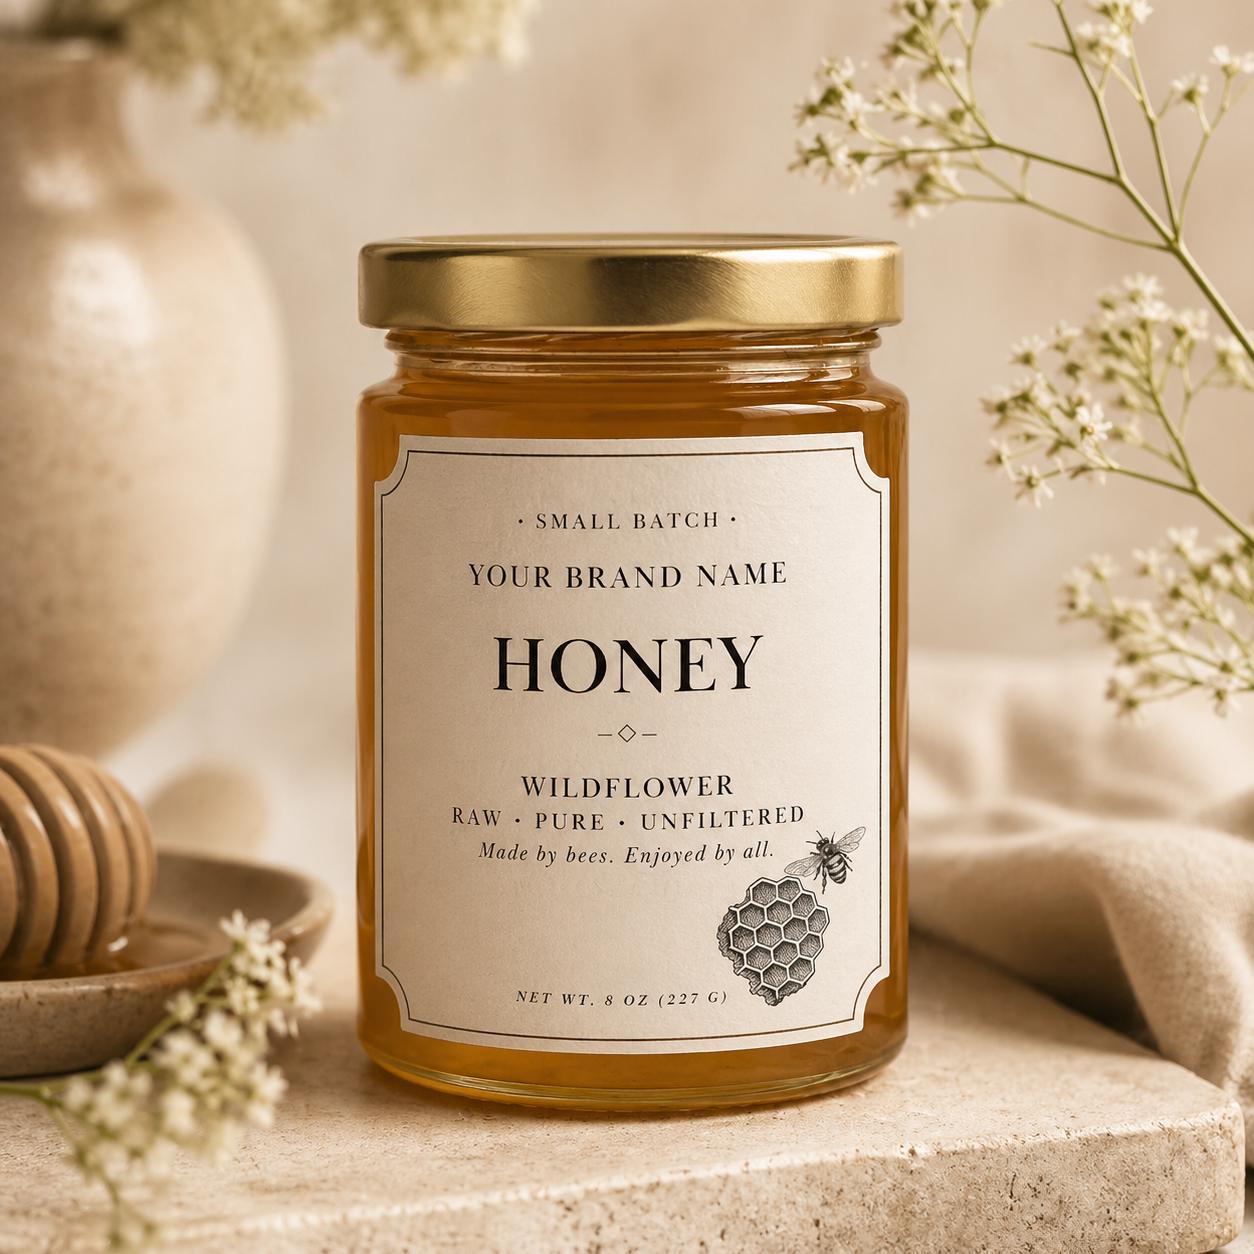 · SMALL BATCH ·
YOUR BRAND NAME
HONEY
WILDFLOWER
RAW · PURE · UNFILTERED
Made by bees. Enjoyed by all.
NET WT. 8 OZ (227 G)